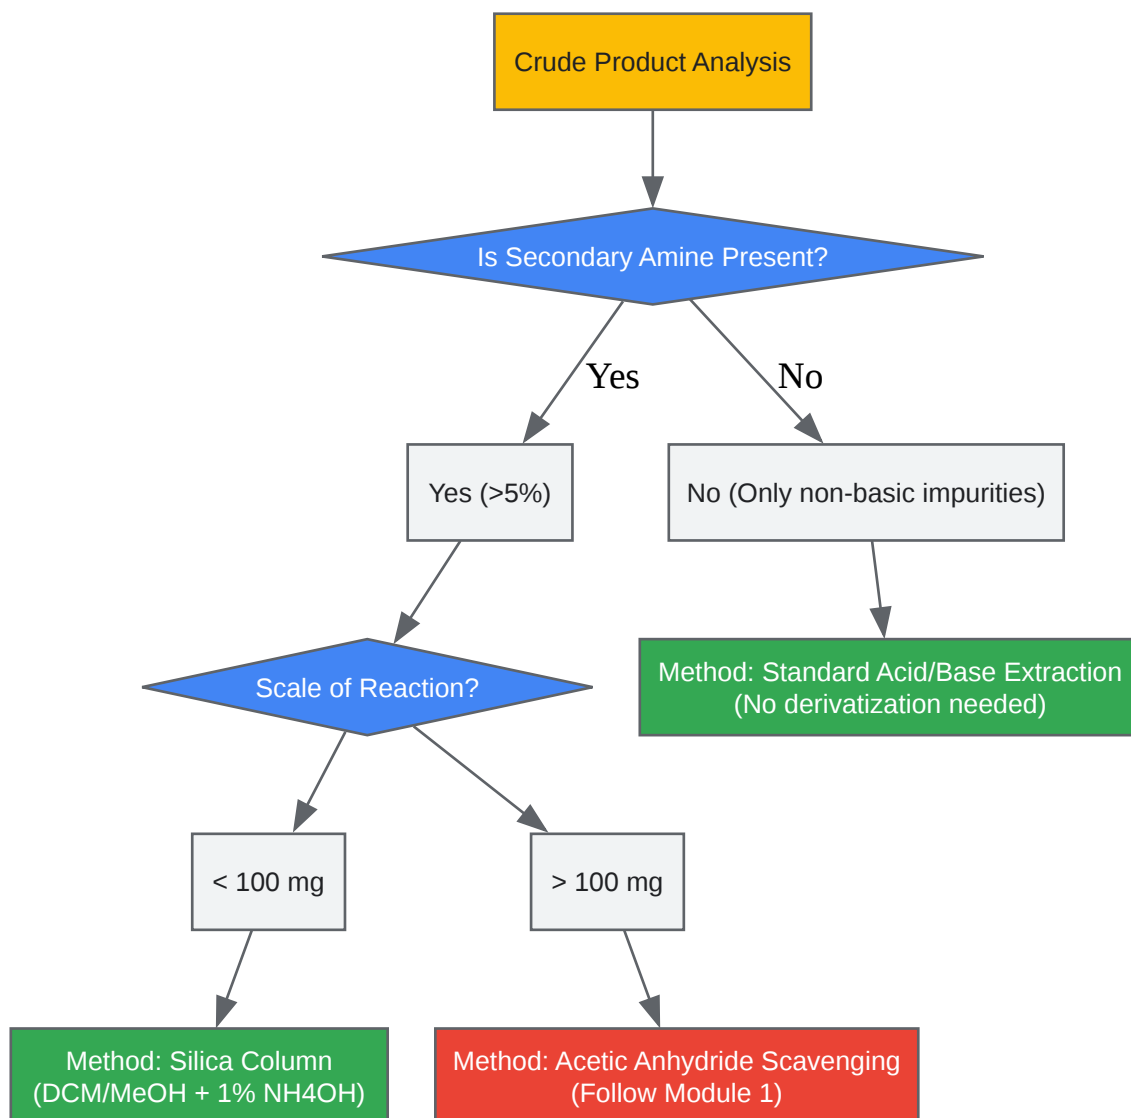 Crude Product Analysis
Is Secondary Amine Present?
Yes
No
Yes (>5%)
No (Only non-basic impurities)
Method: Standard Acid/Base Extraction
(No derivatization needed)
Scale of Reaction?
< 100 mg
> 100 mg
Method: Silica Column
(DCM/MeOH + 1% NH4OH)
Method: Acetic Anhydride Scavenging
(Follow Module 1)